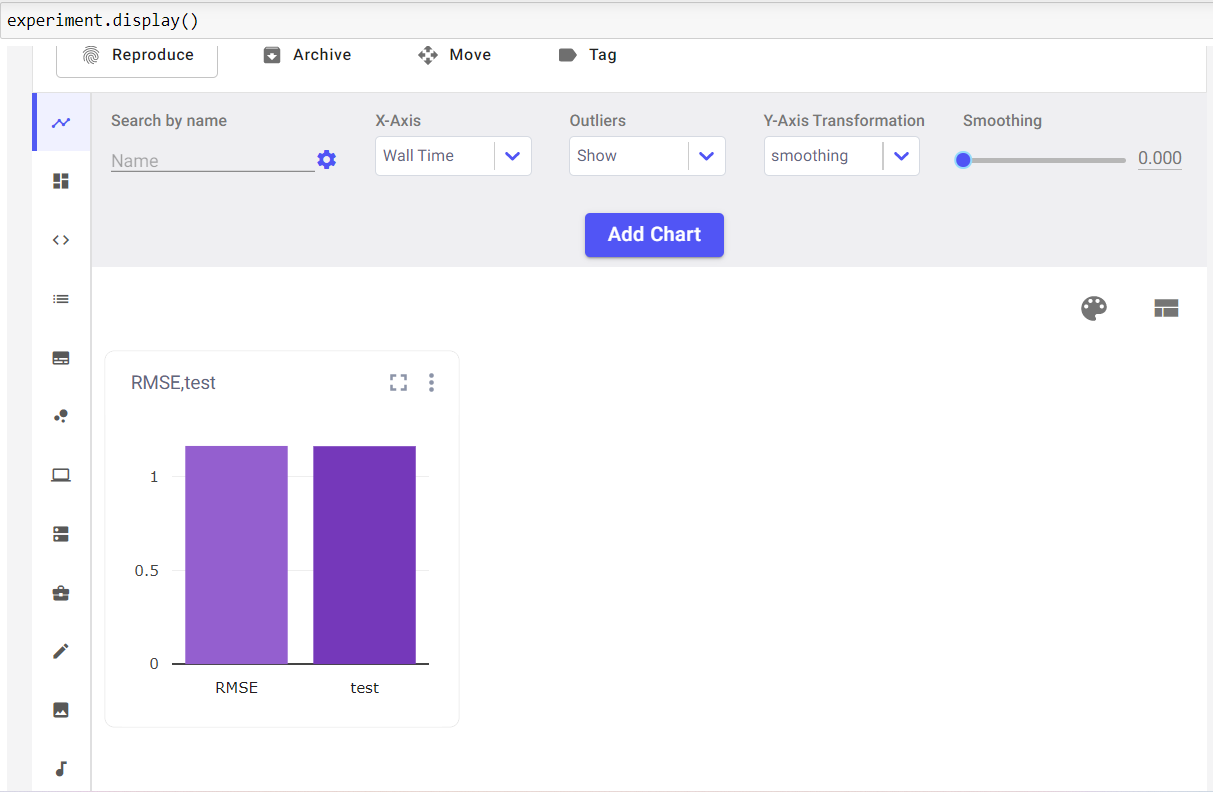 experiment.display()
Reproduce Archive Move Tag
Search by name X-Axis Outliers Y-Axis Transformation Smoothing
Name Wall Time Show smoothing 0.000
Add Chart
RMSE,test
1
0.5
0
RMSE test